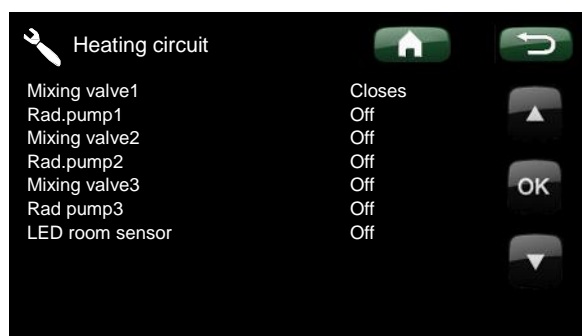 Heating circuit
Mixing valve1 Closes
Rad.pump1 Off
Mixing valve2 Off
Rad.pump2 Off
Mixing valve3 Off
Rad pump3 Off
LED room sensor Off
OK